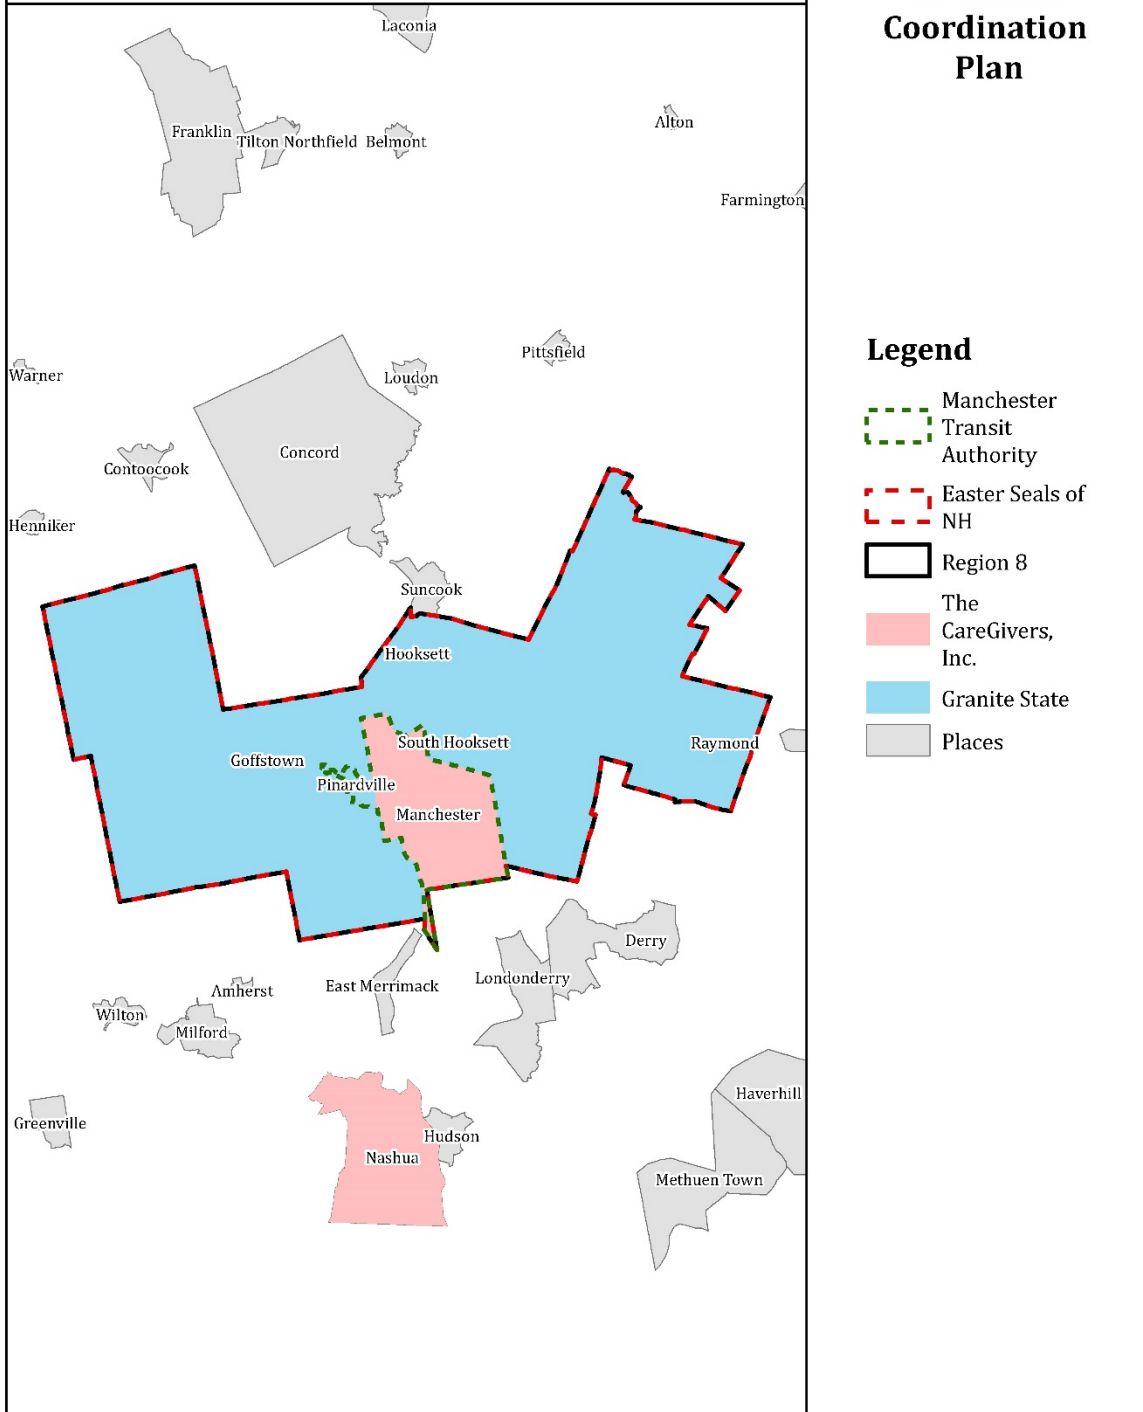 Coordination
Plan
Laconia
Franklin
Tilton Northfield
Belmont
Alton
Farmington
Pittsfield
Warner
Loudon
Concord
Contoocook
Henniker
Suncook
Hooksett
South Hooksett
Raymond
Goffstown
Pinardville
Manchester
Derry
Londonderry
East Merrimack
Amherst
Wilton
Milford
Haverhill
Greenville
Hudson
Nashua
Methuen Town
Legend
Manchester
Transit
Authority
Easter Seals of
NH
Region 8
The
CareGivers,
Inc.
Granite State
Places